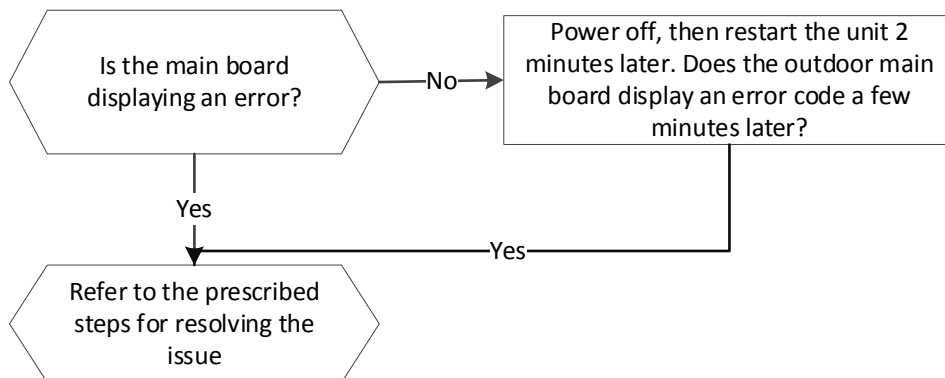 Is the main board
displaying an error?
No
Power off, then restart the unit 2
minutes later. Does the outdoor main
board display an error code a few
minutes later?
Yes
Yes
Refer to the prescribed
steps for resolving the
issue